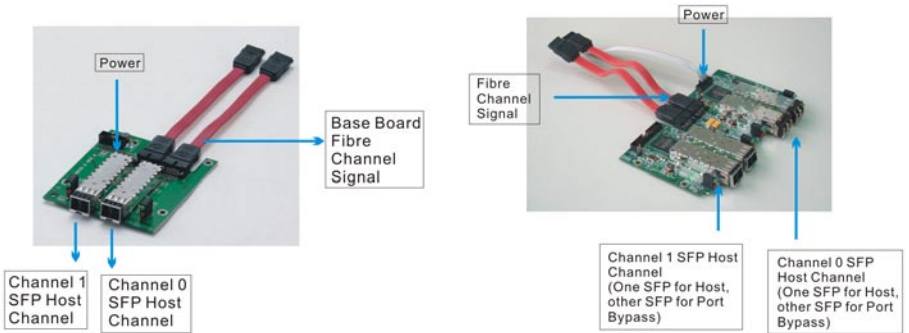 Power
Base Board
Fibre
Channel
Signal
Channel 1
SFP Host
Channel
Channel 0
SFP Host
Channel
Power
Fibre
Channel
Signal
Channel 1 SFP Host
Channel
(One SFP for Host,
other SFP for Port
Bypass)
Channel 0 SFP
Host Channel
(One SFP for Host,
other SFP for Port
Bypass)